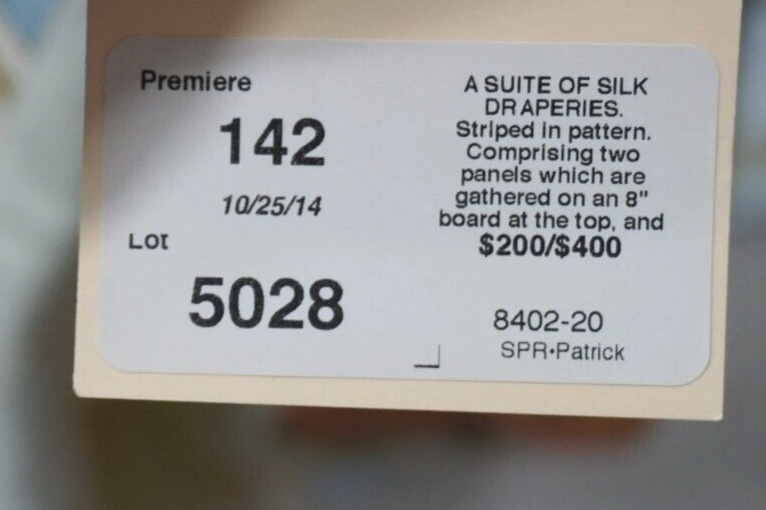 Premiere
142
10/25/14
Lot
5028
A SUITE OF SILK
DRAPERIES.
Striped in pattern.
Comprising two
panels which are
gathered on an 8"
board at the top, and
$200/$400
8402-20
SPR•Patrick